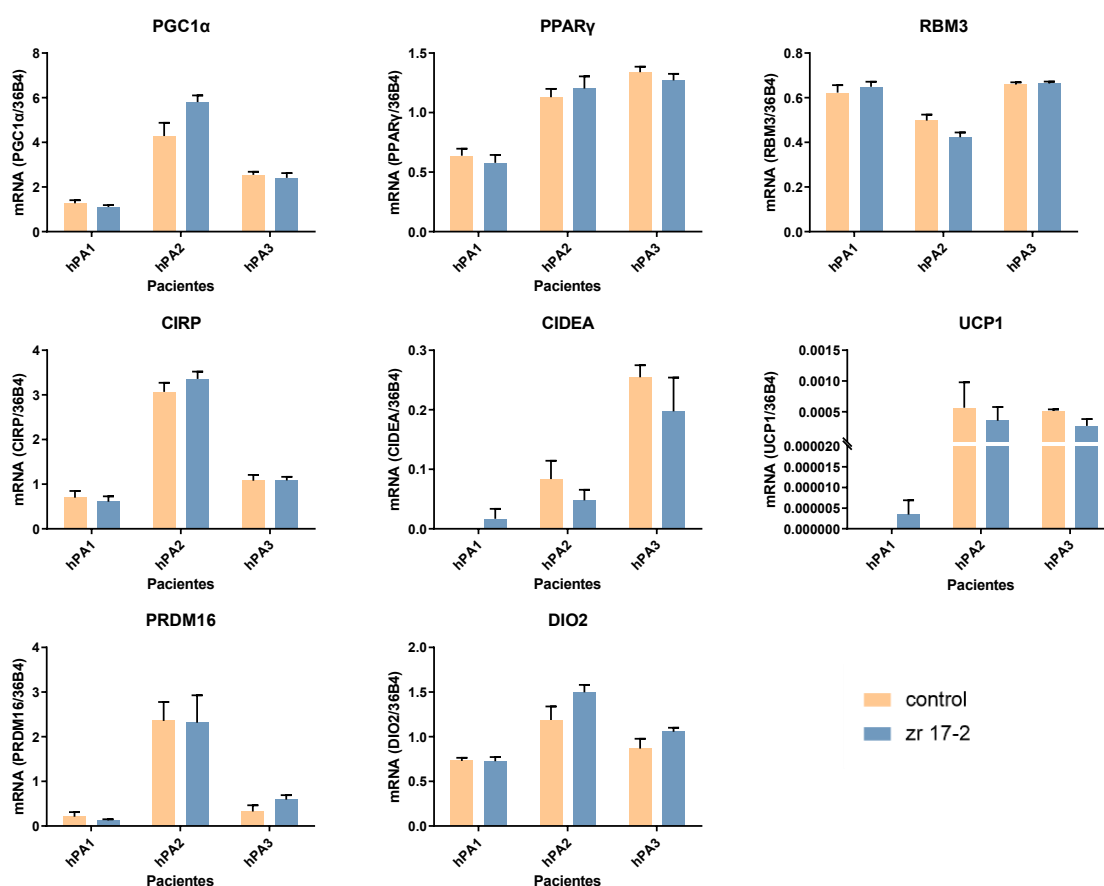 PGC1α
mRNA (PGC1α/36B4)
8
6
4
2
0
hPA1
hPA2
hPA3
Pacientes
PPARγ
mRNA (PPARγ/36B4)
1.5
1.0
0.5
0.0
hPA1
hPA2
hPA3
Pacientes
RBM3
mRNA (RBM3/36B4)
0.8
0.6
0.4
0.2
0.0
hPA1
hPA2
hPA3
Pacientes
CIRP
mRNA (CIRP/36B4)
4
3
2
1
0
hPA1
hPA2
hPA3
Pacientes
CIDEA
mRNA (CIDEA/36B4)
0.3
0.2
0.1
0.0
hPA1
hPA2
hPA3
Pacientes
UCP1
mRNA (UCP1/36B4)
0.0015
0.0010
0.0005
0.000020
0.000015
0.000010
0.000005
0.000000
hPA1
hPA2
hPA3
Pacientes
PRDM16
mRNA (PRDM16/36B4)
4
3
2
1
0
hPA1
hPA2
hPA3
Pacientes
DIO2
mRNA (DIO2/36B4)
2.0
1.5
1.0
0.5
0.0
hPA1
hPA2
hPA3
Pacientes
control
zr 17-2